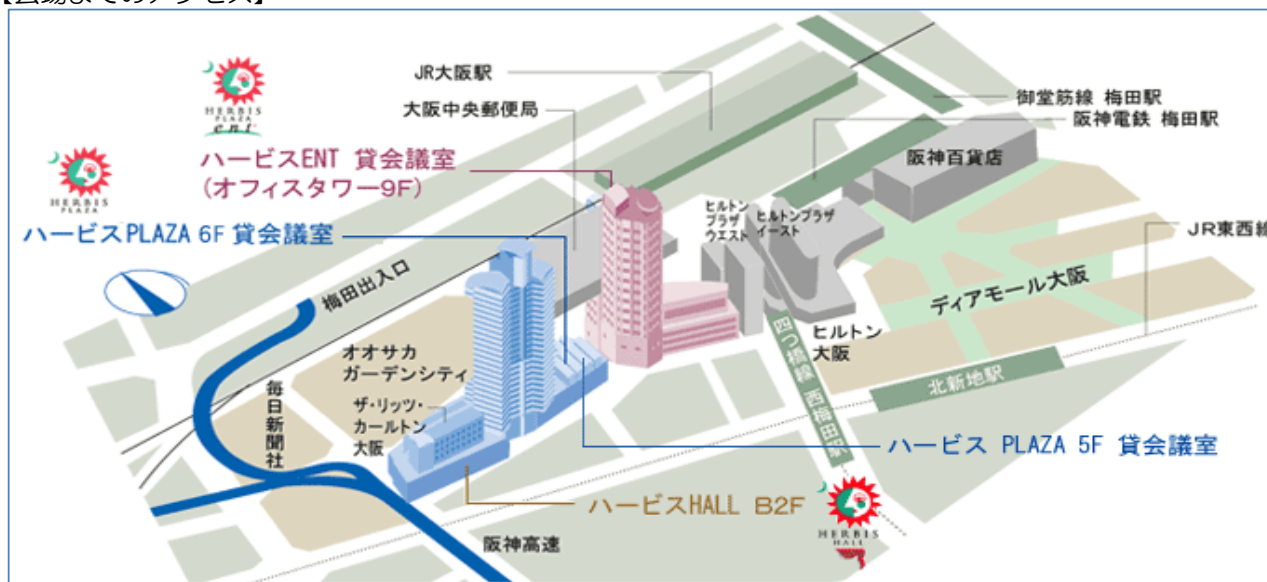 【会場までのアクセス】
HERBIS
PLAZA
ent
JR大阪駅
大阪中央郵便局
御堂筋線 梅田駅
阪神電鉄 梅田駅
阪神百貨店
ハービスENT 貸会議室
(オフィスタワー9F)
HERBIS
PLAZA
ハービスPLAZA 6F 貸会議室
ヒルトン
プラザ
ウエスト
ヒルトンプラザ
イースト
JR東西線
梅田出入口
ディアモール大阪
オオサカ
ガーデンシティ
ヒルトン
大阪
四つ橋線 西梅田駅
北新地駅
毎日新聞社
ザ・リッツ・
カールトン
大阪
ハービス PLAZA 5F 貸会議室
ハービスHALL B2F
HERBIS
HALL
阪神高速